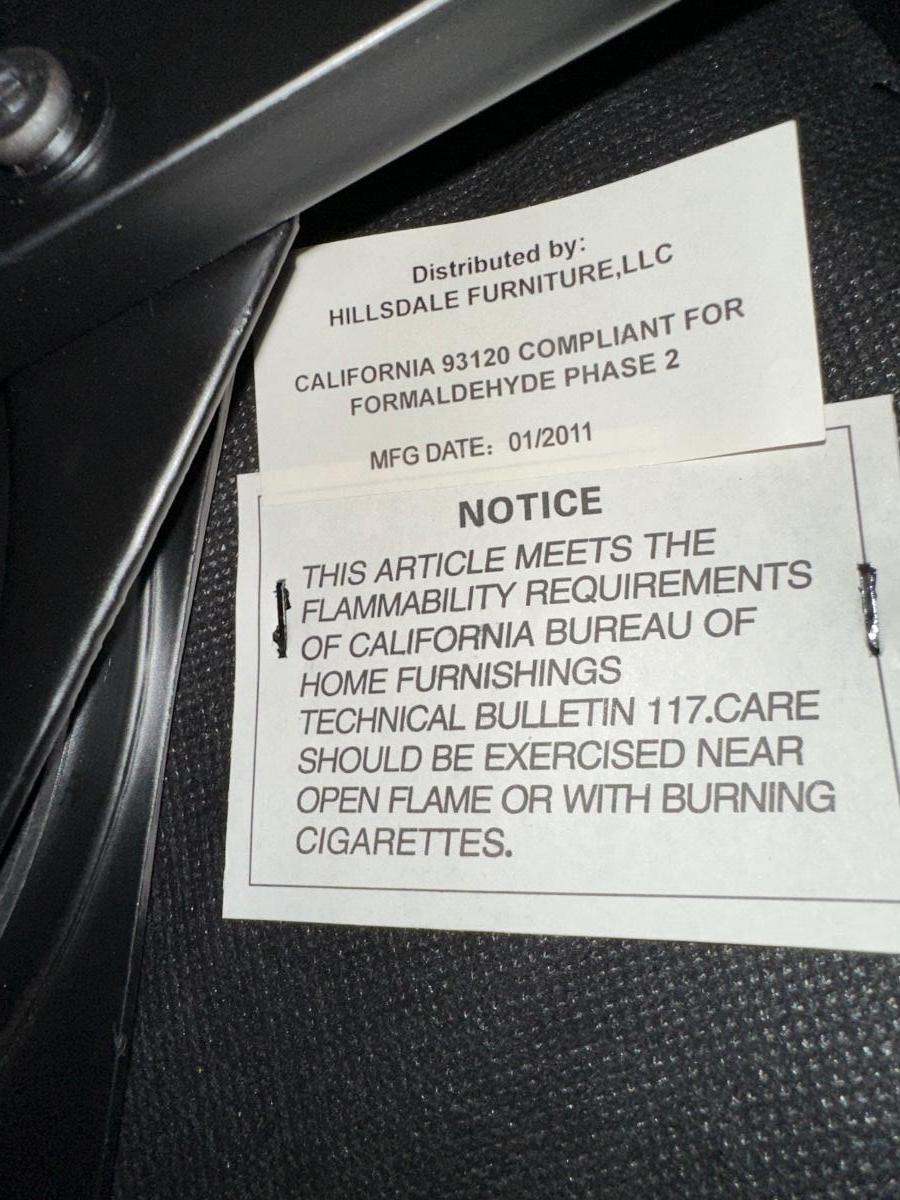 Distributed by:
HILLSDALE FURNITURE,LLC
CALIFORNIA 93120 COMPLIANT FOR
FORMALDEHYDE PHASE 2
MFG DATE: 01/2011
NOTICE
THIS ARTICLE MEETS THE
FLAMMABILITY REQUIREMENTS
OF CALIFORNIA BUREAU OF
HOME FURNISHINGS
TECHNICAL BULLETIN 117.CARE
SHOULD BE EXERCISED NEAR
OPEN FLAME OR WITH BURNING
CIGARETTES.